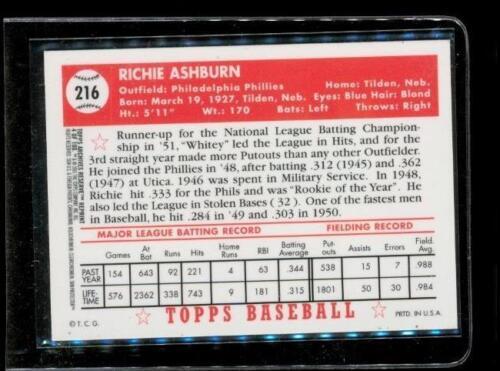 216
RICHIE ASHBURN
Outfield: Philadelphia Phillies Home: Tilden, Neb.
Born: March 19, 1927, Tilden, Neb. Eyes: Blue Hair: Blond
Ht.: 5'11" Wt.: 170 Bats: Left Throws: Right
Runner-up for the National League Batting Champion-
ship in '51, "Whitey" led the League in Hits, and for the
3rd straight year made more Putouts than any other Outfielder.
He joined the Phillies in '48, after batting .312 (1945) and .362
(1947) at Utica. 1946 was spent in Military Service. In 1948,
Richie hit .333 for the Phils and was "Rookie of the Year". He
also led the League in Stolen Bases (32). One of the fastest men
in Baseball, he hit .284 in '49 and .303 in 1950.
MAJOR LEAGUE BATTING RECORD FIELDING RECORD
Games At Bat Runs Hits Home Runs RBI Batting Average Put-outs Assists Errors Field. Avg.
PAST YEAR 154 643 92 221 4 63 .344 538 15 7 .988
LIFE-TIME 576 2362 338 743 9 181 .315 1801 50 30 .984
© T. C. G. TOPPS BASEBALL PRTD. IN U.S.A.